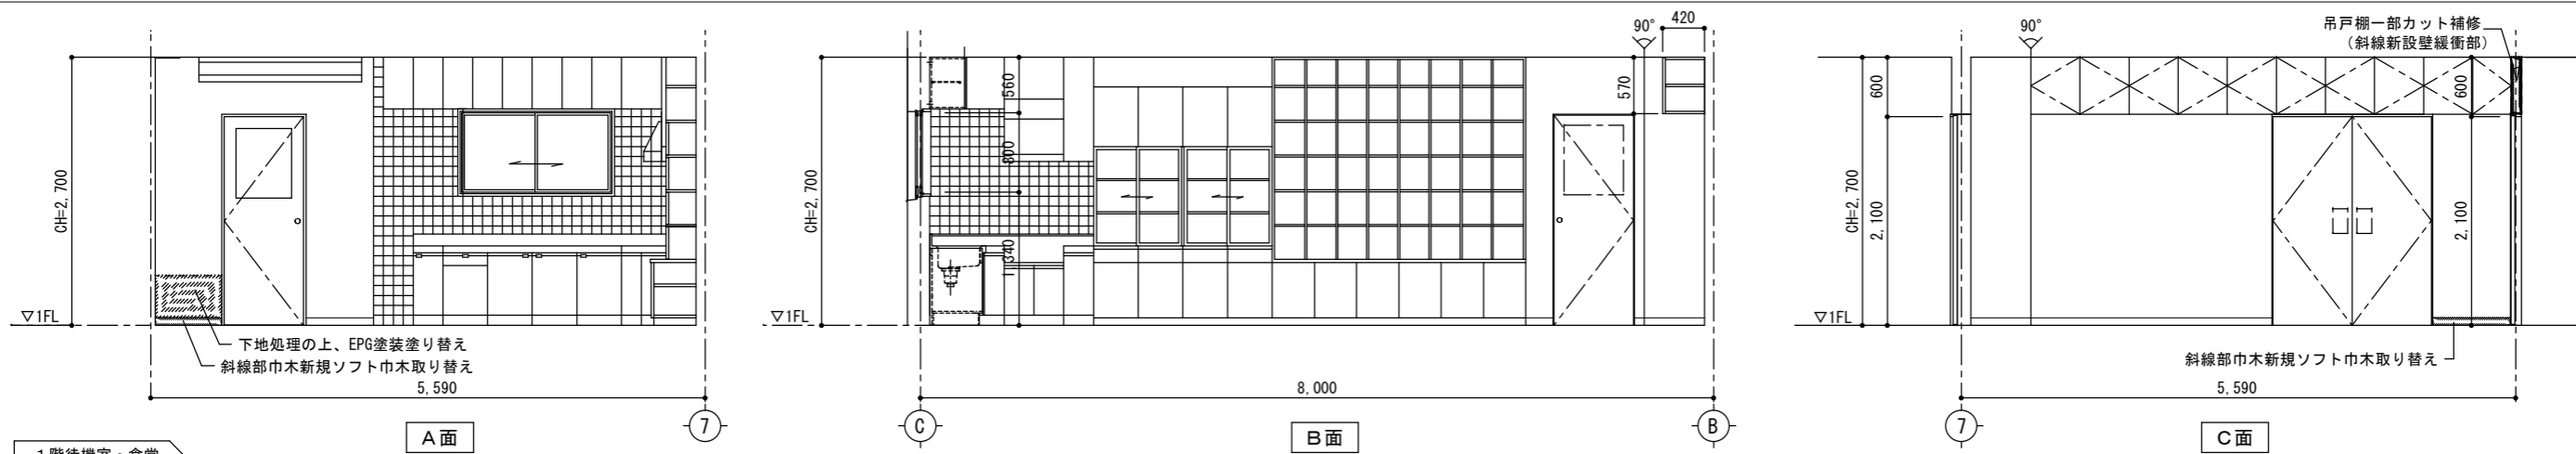 90°
420
90°
吊戸棚一部カット補修
（斜線新設壁緩衝部）
CH=2,700
CH=2,700
560
800
1,340
570
CH=2,700
600
2,100
600
2,100
▽1FL
▽1FL
▽1FL
下地処理の上、EPG塗装塗り替え
斜線部巾木新規ソフト巾木取り替え
斜線部巾木新規ソフト巾木取り替え
5,590
8,000
5,590
7
C
B
7
A面
B面
C面
1階待機室・食堂